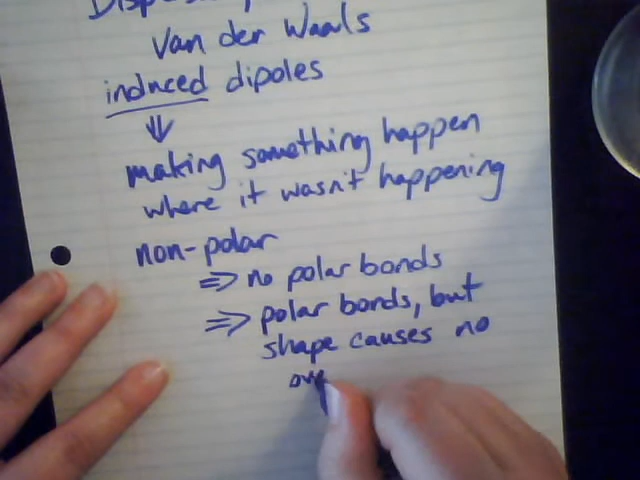 Van der Waals
induced dipoles
⇓
making something happen
where it wasn't happening
non-polar
⇒ no polar bonds
⇒ polar bonds, but
shape causes no